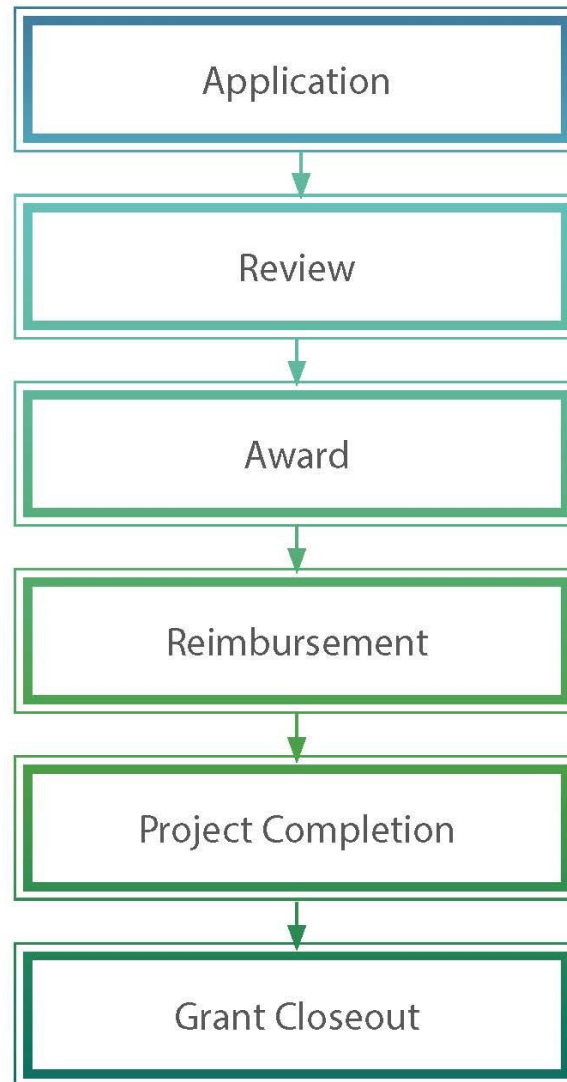 Application
Review
Award
Reimbursement
Project Completion
Grant Closeout